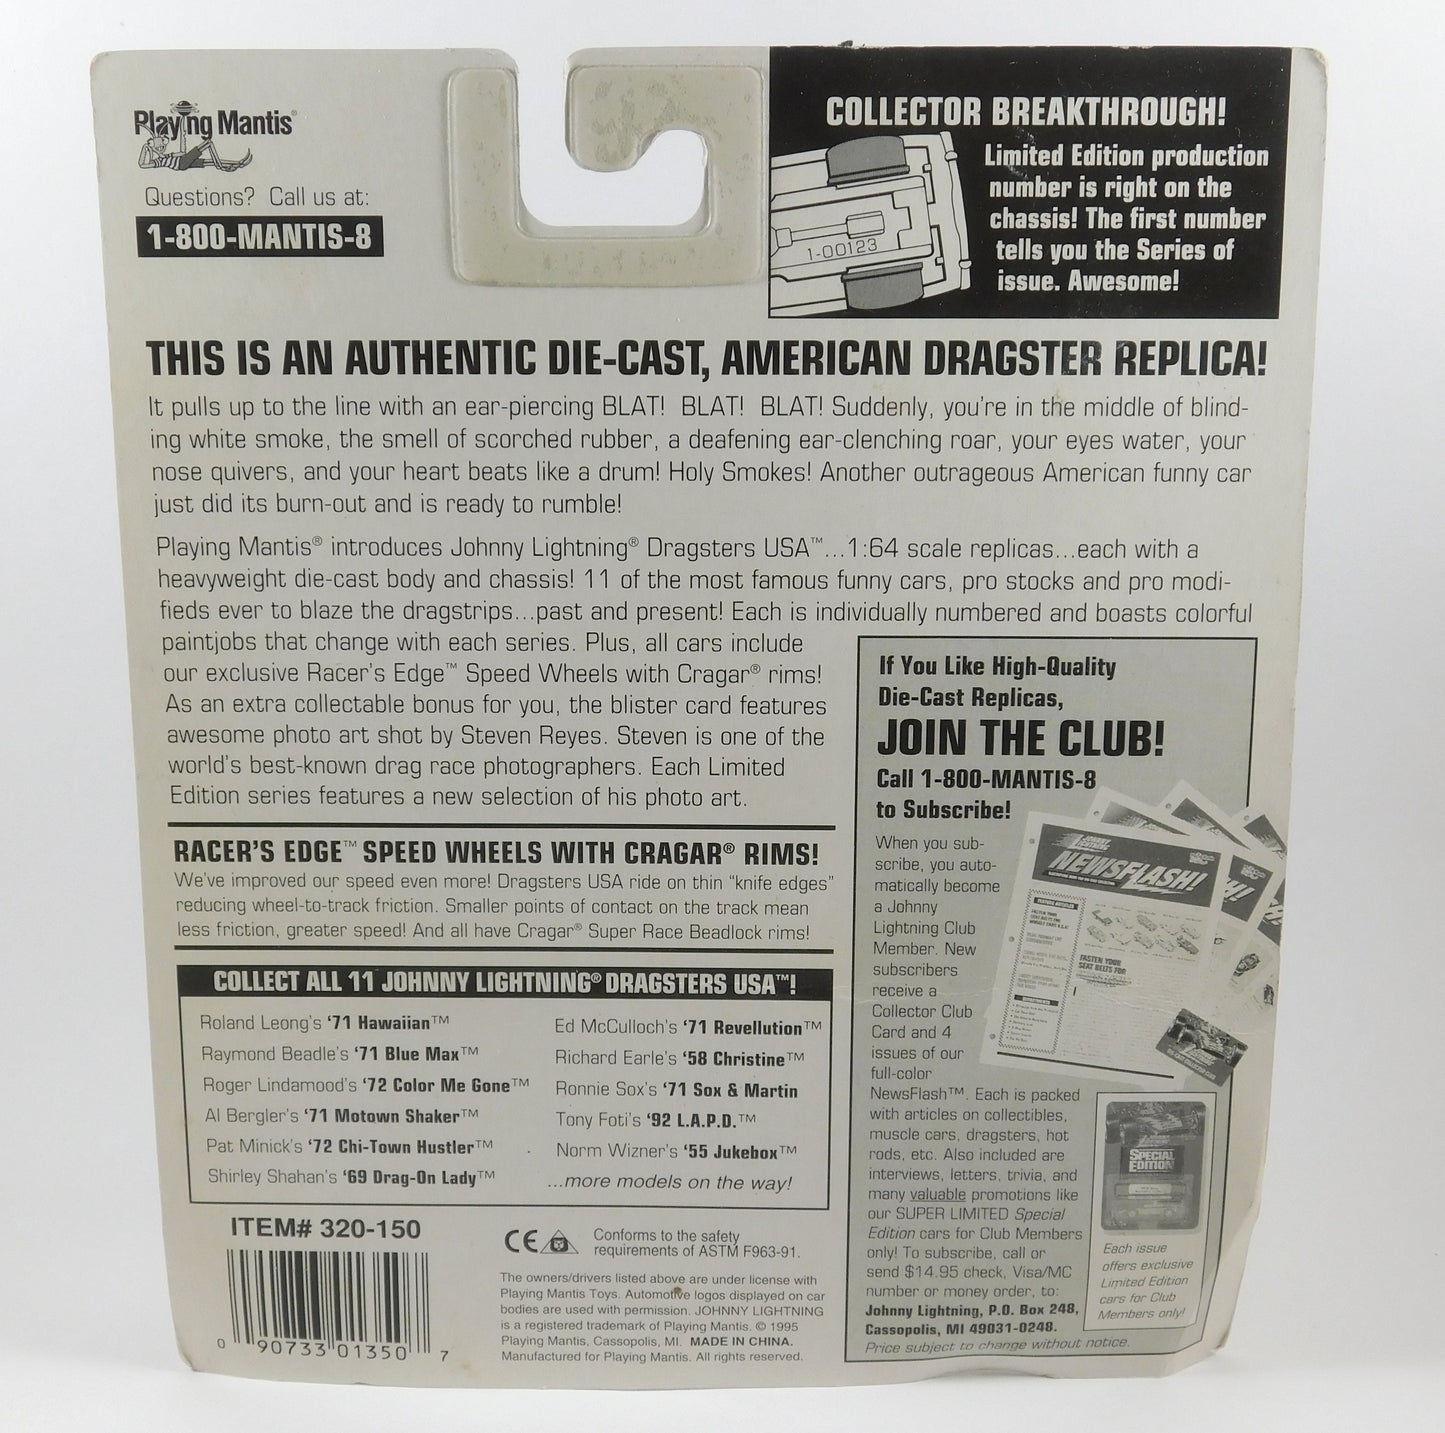 Playing Mantis®
Questions? Call us at:
1-800-MANTIS-8
COLLECTOR BREAKTHROUGH!
Limited Edition production
number is right on the
chassis! The first number
tells you the Series of
issue. Awesome!
1-00123
THIS IS AN AUTHENTIC DIE-CAST, AMERICAN DRAGSTER REPLICA!
It pulls up to the line with an ear-piercing BLAT! BLAT! BLAT! Suddenly, you're in the middle of blind-
ing white smoke, the smell of scorched rubber, a deafening ear-clenching roar, your eyes water, your
nose quivers, and your heart beats like a drum! Holy Smokes! Another outrageous American funny car
just did its burn-out and is ready to rumble!
Playing Mantis® introduces Johnny Lightning® Dragsters USA™...1:64 scale replicas...each with a
heavyweight die-cast body and chassis! 11 of the most famous funny cars, pro stocks and pro modi-
fieds ever to blaze the dragstrips...past and present! Each is individually numbered and boasts colorful
paintjobs that change with each series. Plus, all cars include
our exclusive Racer's Edge™ Speed Wheels with Cragar® rims!
As an extra collectable bonus for you, the blister card features
awesome photo art shot by Steven Reyes. Steven is one of the
world's best-known drag race photographers. Each Limited
Edition series features a new selection of his photo art.
RACER'S EDGE™ SPEED WHEELS WITH CRAGAR® RIMS!
We've improved our speed even more! Dragsters USA ride on thin "knife edges"
reducing wheel-to-track friction. Smaller points of contact on the track mean
less friction, greater speed! And all have Cragar® Super Race Beadlock rims!
COLLECT ALL 11 JOHNNY LIGHTNING® DRAGSTERS USA™!
Roland Leong's '71 Hawaiian™
Raymond Beadle's '71 Blue Max™
Roger Lindamood's '72 Color Me Gone™
Al Bergler's '71 Motown Shaker™
Pat Minick's '72 Chi-Town Hustler™
Shirley Shahan's '69 Drag-On Lady™
Ed McCulloch's '71 Revellution™
Richard Earle's '58 Christine™
Ronnie Sox's '71 Sox & Martin
Tony Foti's '92 L.A.P.D.™
Norm Wizner's '55 Jukebox™
...more models on the way!
ITEM# 320-150
0 90733 01350 7
CE
Conforms to the safety
requirements of ASTM F963-91.
The owners/drivers listed above are under license with
Playing Mantis Toys. Automotive logos displayed on car
bodies are used with permission. JOHNNY LIGHTNING
is a registered trademark of Playing Mantis. © 1995
Playing Mantis, Cassopolis, MI. MADE IN CHINA.
Manufactured for Playing Mantis. All rights reserved.
If You Like High-Quality
Die-Cast Replicas,
JOIN THE CLUB!
Call 1-800-MANTIS-8
to Subscribe!
When you sub-
scribe, you auto-
matically become
a Johnny
Lightning Club
Member. New
subscribers
receive a
Collector Club
Card and 4
issues of our
full-color
NewsFlash™. Each is packed
with articles on collectibles,
muscle cars, dragsters, hot
rods, etc. Also included are
interviews, letters, trivia, and
many valuable promotions like
our SUPER LIMITED Special
Edition cars for Club Members
only! To subscribe, call or
send $14.95 check, Visa/MC
number or money order, to:
Johnny Lightning, P.O. Box 248,
Cassopolis, MI 49031-0248.
Price subject to change without notice.
NEWSFLASH!
FASTEN YOUR
SEAT BELTS FOR
SPECIAL
EDITION
Each issue
offers exclusive
Limited Edition
cars for Club
Members only!